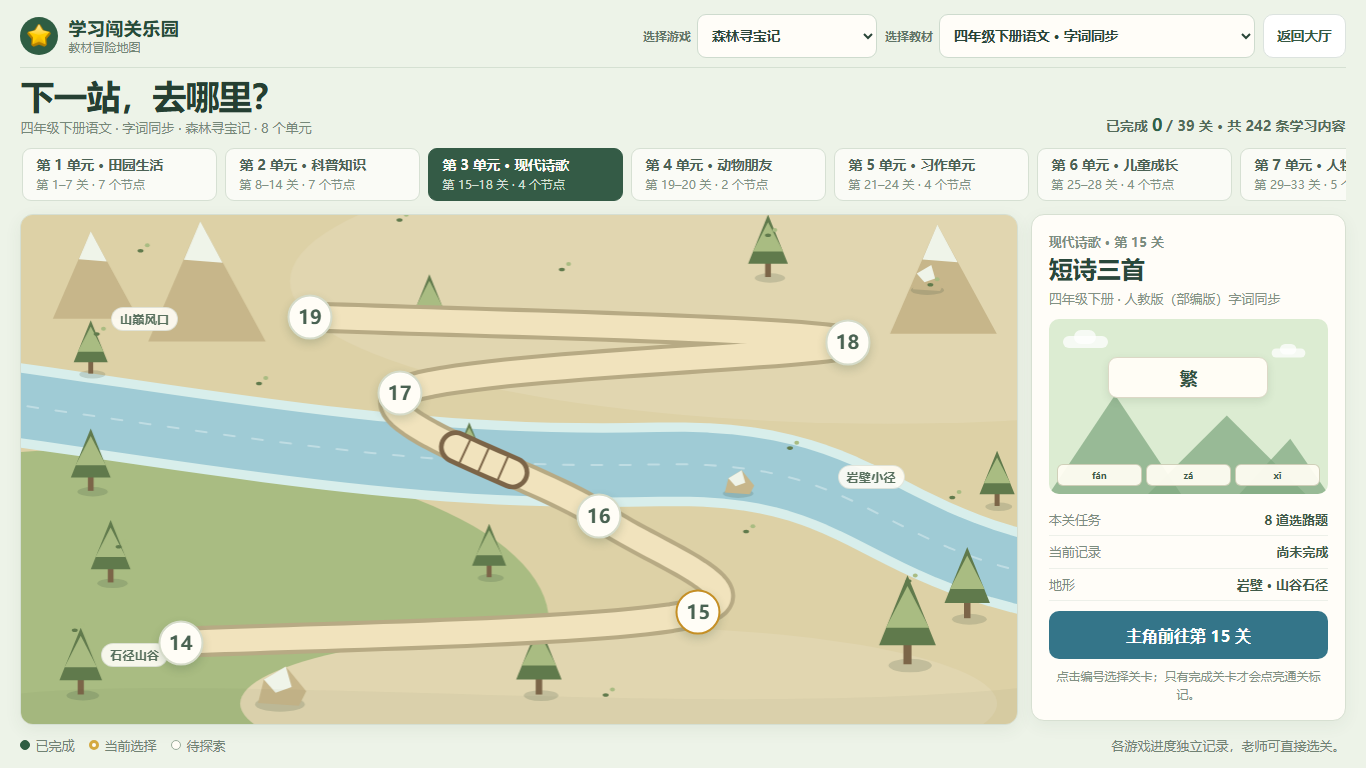 学习闯关乐园
教材冒险地图
选择游戏 森林寻宝记 选择教材 四年级下册语文 • 字词同步 返回大厅
下一站，去哪里？
四年级下册语文 · 字词同步 · 森林寻宝记 · 8 个单元
已完成 0 / 39 关 • 共 242 条学习内容
第 1 单元 • 田园生活
第 1–7 关 · 7 个节点
第 2 单元 • 科普知识
第 8–14 关 · 7 个节点
第 3 单元 • 现代诗歌
第 15–18 关 · 4 个节点
第 4 单元 • 动物朋友
第 19–20 关 · 2 个节点
第 5 单元 • 习作单元
第 21–24 关 · 4 个节点
第 6 单元 • 儿童成长
第 25–28 关 · 4 个节点
第 7 单元 • 人
第 29–33 关 · 5
山巅风口
19
18
17
岩壁小径
16
15
14
石径山谷
现代诗歌 • 第 15 关
短诗三首
四年级下册 · 人教版（部编版）字词同步
繁
fán
zá
xī
本关任务 8 道选路题
当前记录 尚未完成
地形 岩壁 • 山谷石径
主角前往第 15 关
点击编号选择关卡；只有完成关卡才会点亮通关标
记。
已完成 当前选择 待探索
各游戏进度独立记录，老师可直接选关。